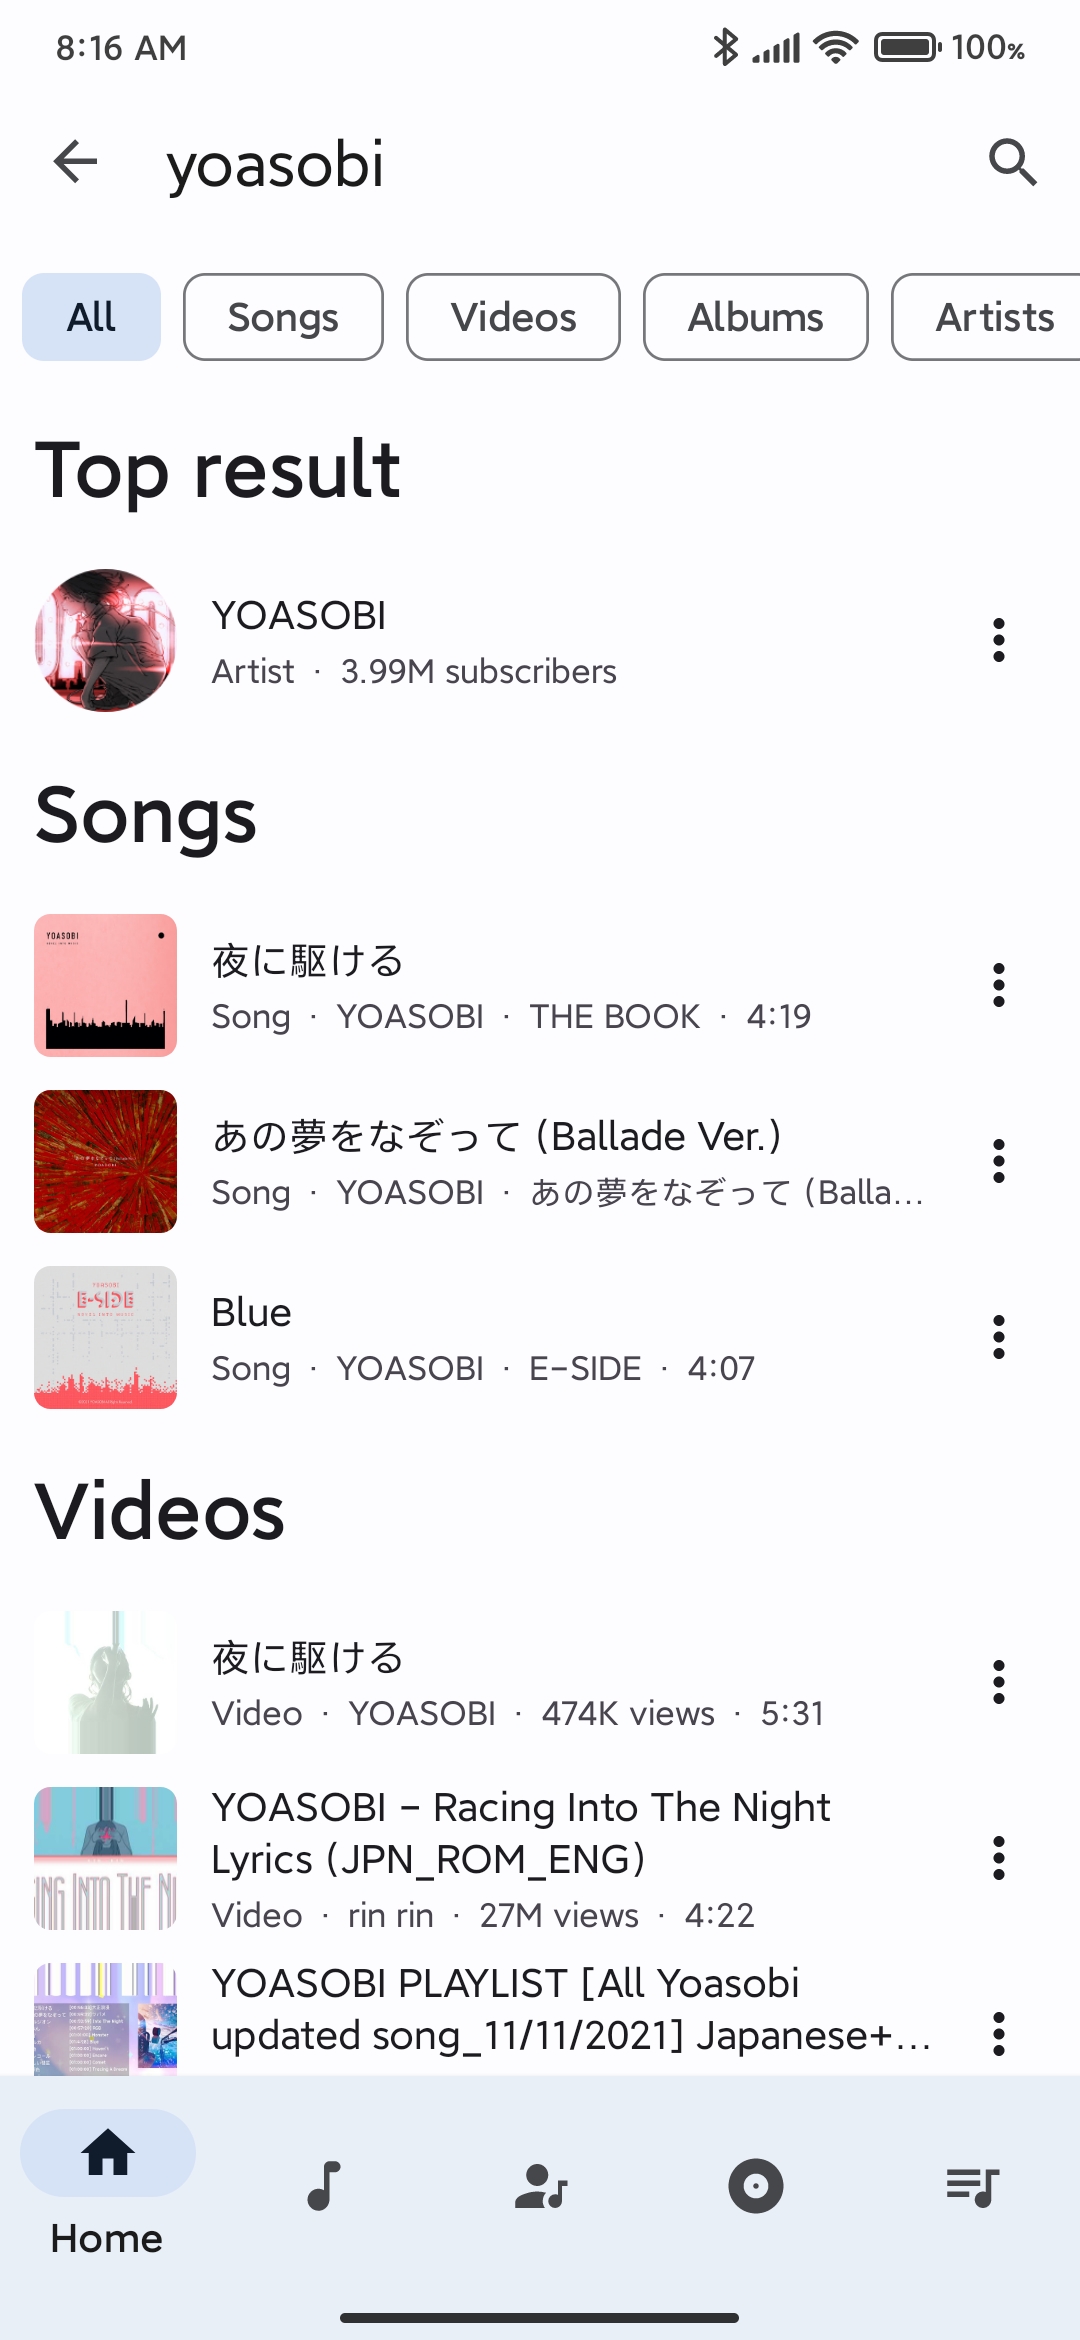 8:16 AM
100%
yoasobi
All
Songs
Videos
Albums
Artists
Top result
YOASOBI
Artist · 3.99M subscribers
Songs
YOASOBI
夜に駆ける
Song · YOASOBI · THE BOOK · 4:19
あの夢をなぞって (Ballade Ver.)
Song · YOASOBI · あの夢をなぞって (Balla...
E-SIDE
Blue
Song · YOASOBI · E-SIDE · 4:07
Videos
夜に駆ける
Video · YOASOBI · 474K views · 5:31
YOASOBI - Racing Into The Night
Lyrics (JPN_ROM_ENG)
Video · rin rin · 27M views · 4:22
YOASOBI PLAYLIST [All Yoasobi
updated song_11/11/2021] Japanese+...
Home